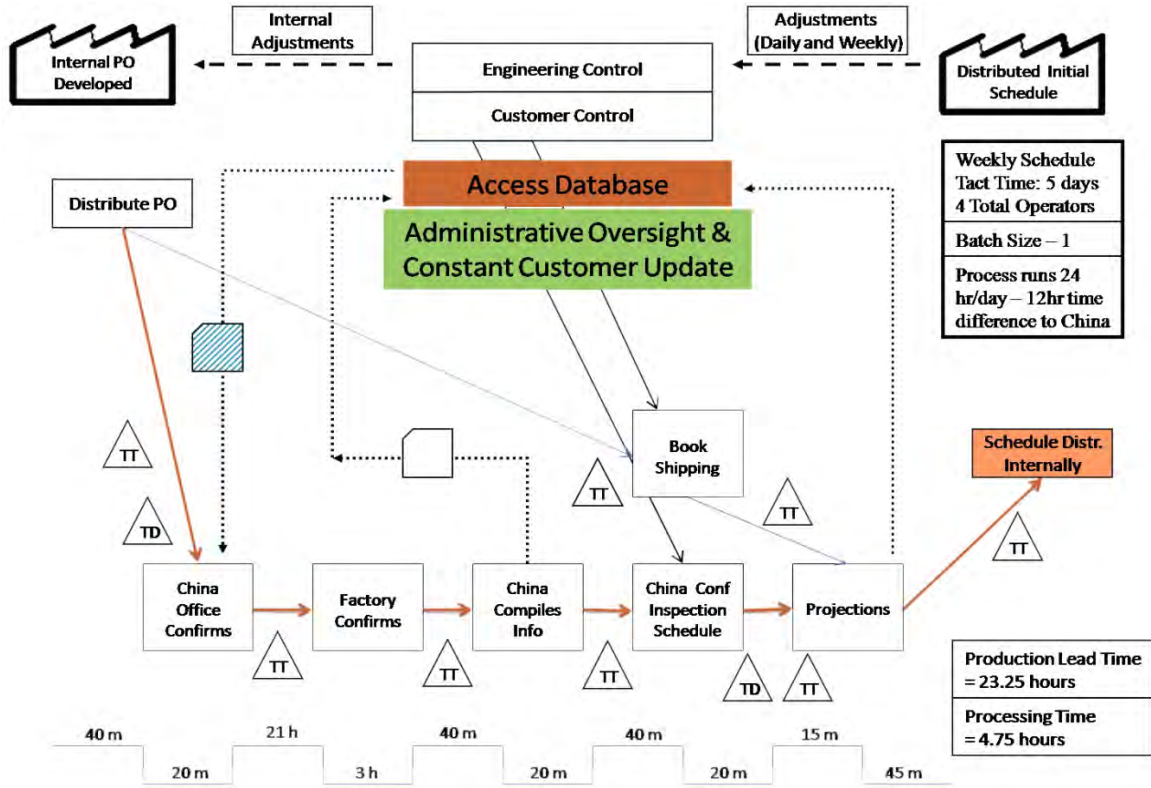 Internal
Adjustments
Adjustments
(Daily and Weekly)
Internal PO
Developed
Engineering Control
Customer Control
Distributed Initial
Schedule
Weekly Schedule
Tact Time: 5 days
4 Total Operators
Batch Size – 1
Process runs 24
hr/day – 12hr time
difference to China
Distribute PO
Access Database
Administrative Oversight &
Constant Customer Update
TT
TD
Book
Shipping
TT
TT
Schedule Distr.
Internally
TT
China
Office
Confirms
Factory
Confirms
China
Compiles
Info
China Conf
Inspection
Schedule
Projections
TT
TT
TT
TD
TT
Production Lead Time
= 23.25 hours
Processing Time
= 4.75 hours
40 m
21 h
40 m
40 m
15 m
20 m
3 h
20 m
20 m
45 m